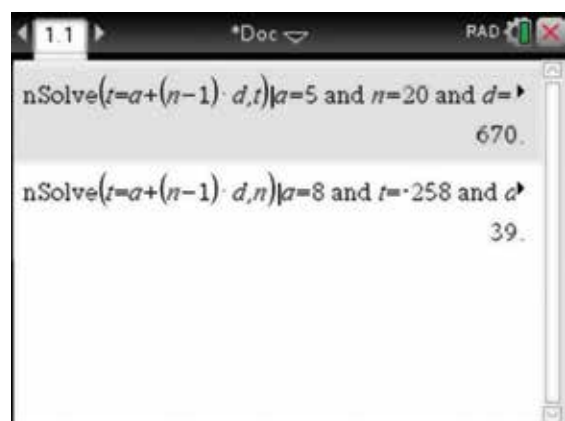 1.1 *Doc RAD
nSolve(t=a+(n−1)·d,t)|a=5 and n=20 and d=
670.
nSolve(t=a+(n−1)·d,n)|a=8 and t=-258 and d
39.